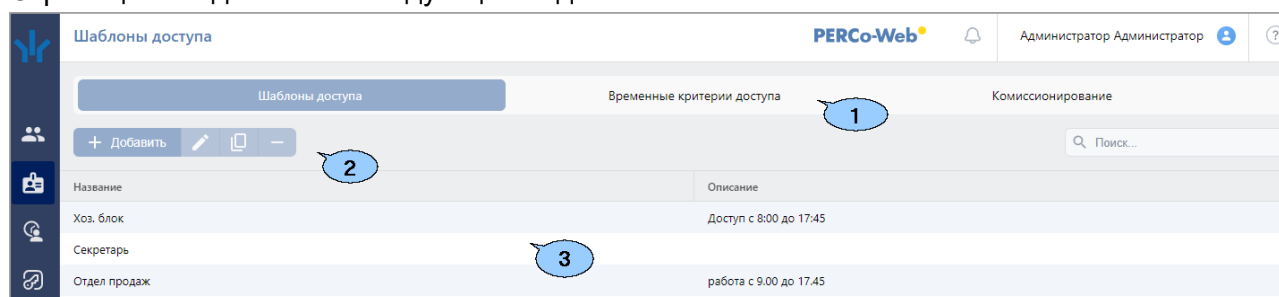 Шаблоны доступа PERCo-Web Администратор Администратор ?
Шаблоны доступа Временные критерии доступа Комиссионирование
1
+ Добавить Поиск...
2
Название Описание
Хоз. блок Доступ с 8:00 до 17:45
Секретарь
3
Отдел продаж работа с 9.00 до 17.45